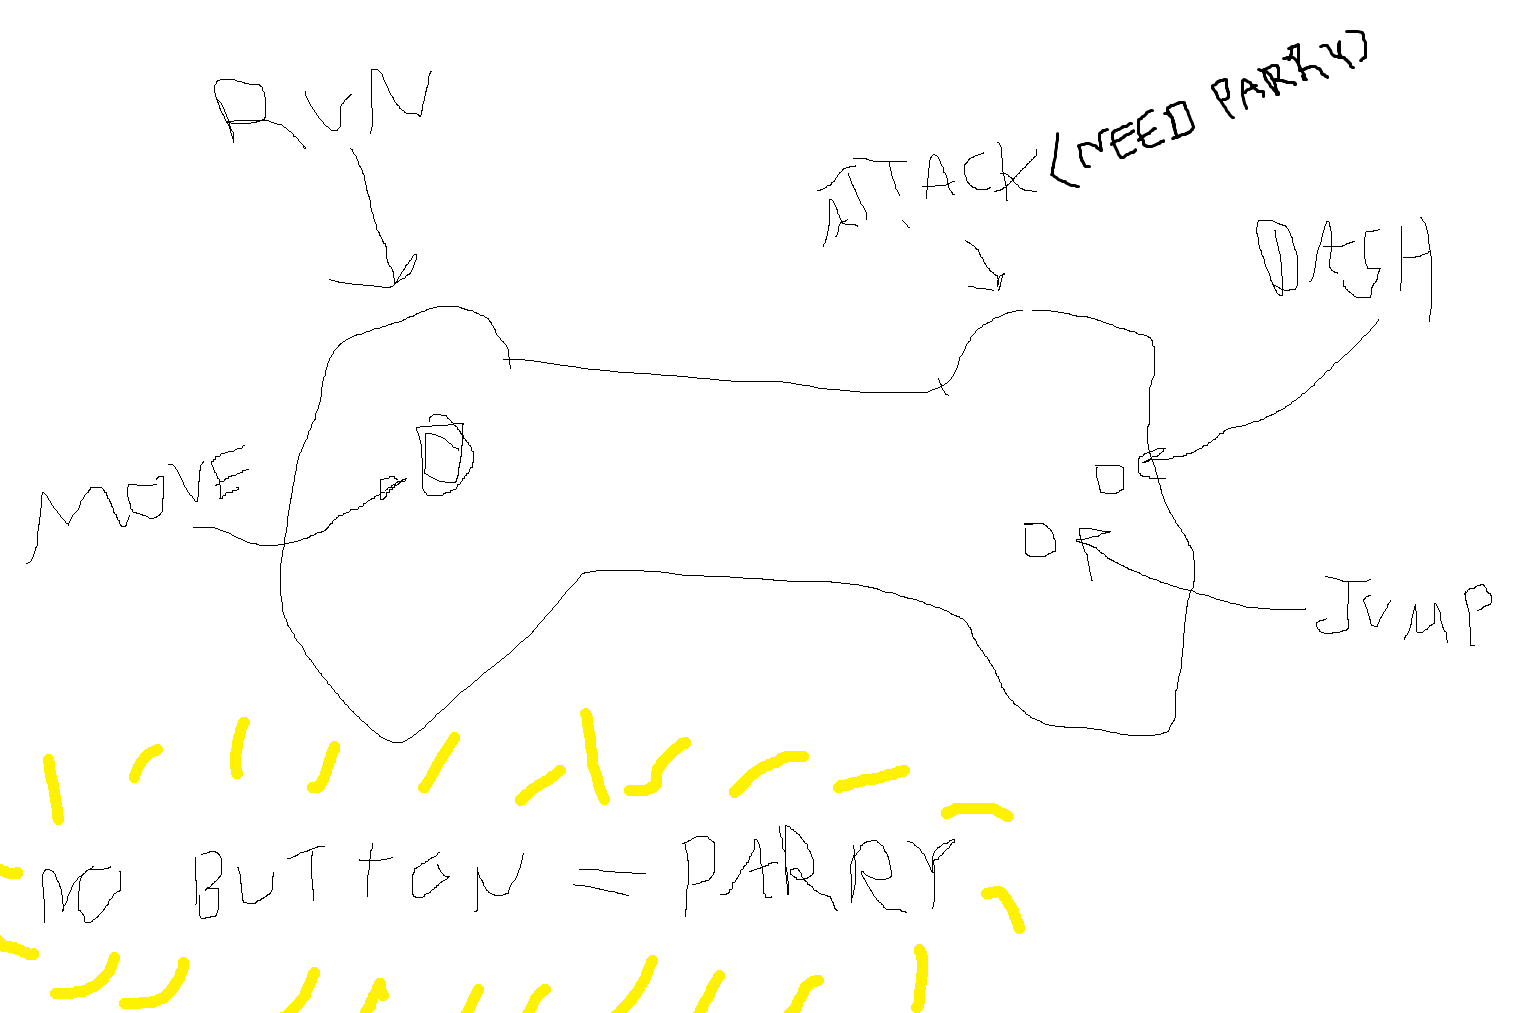 RUN
ATTACK (NEED PARRY)
DASH
MOVE
JUMP
NO BUTTON = PARRY